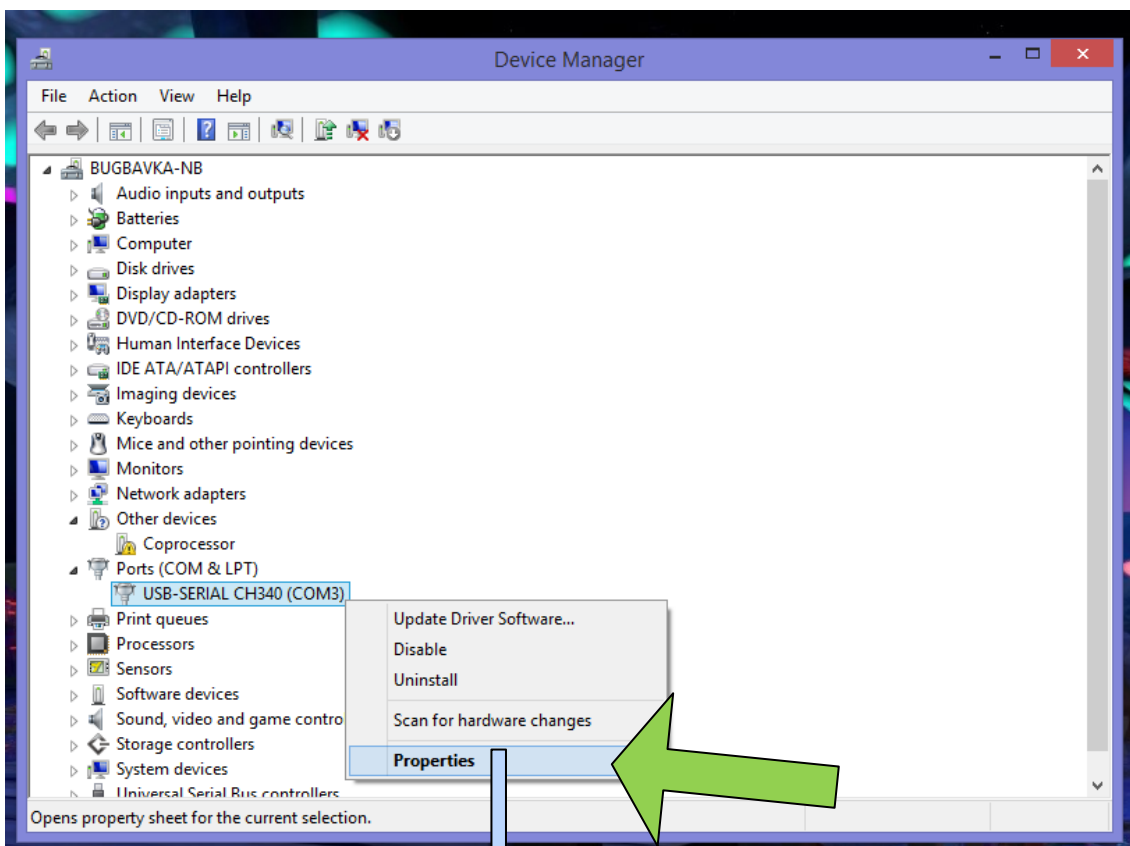 Device Manager
File Action View Help
BUGBAVKA-NB
Audio inputs and outputs
Batteries
Computer
Disk drives
Display adapters
DVD/CD-ROM drives
Human Interface Devices
IDE ATA/ATAPI controllers
Imaging devices
Keyboards
Mice and other pointing devices
Monitors
Network adapters
Other devices
Coprocessor
Ports (COM & LPT)
USB-SERIAL CH340 (COM3)
Print queues
Processors
Sensors
Software devices
Sound, video and game contro
Storage controllers
System devices
Universal Serial Bus controllers
Update Driver Software...
Disable
Uninstall
Scan for hardware changes
Properties
Opens property sheet for the current selection.